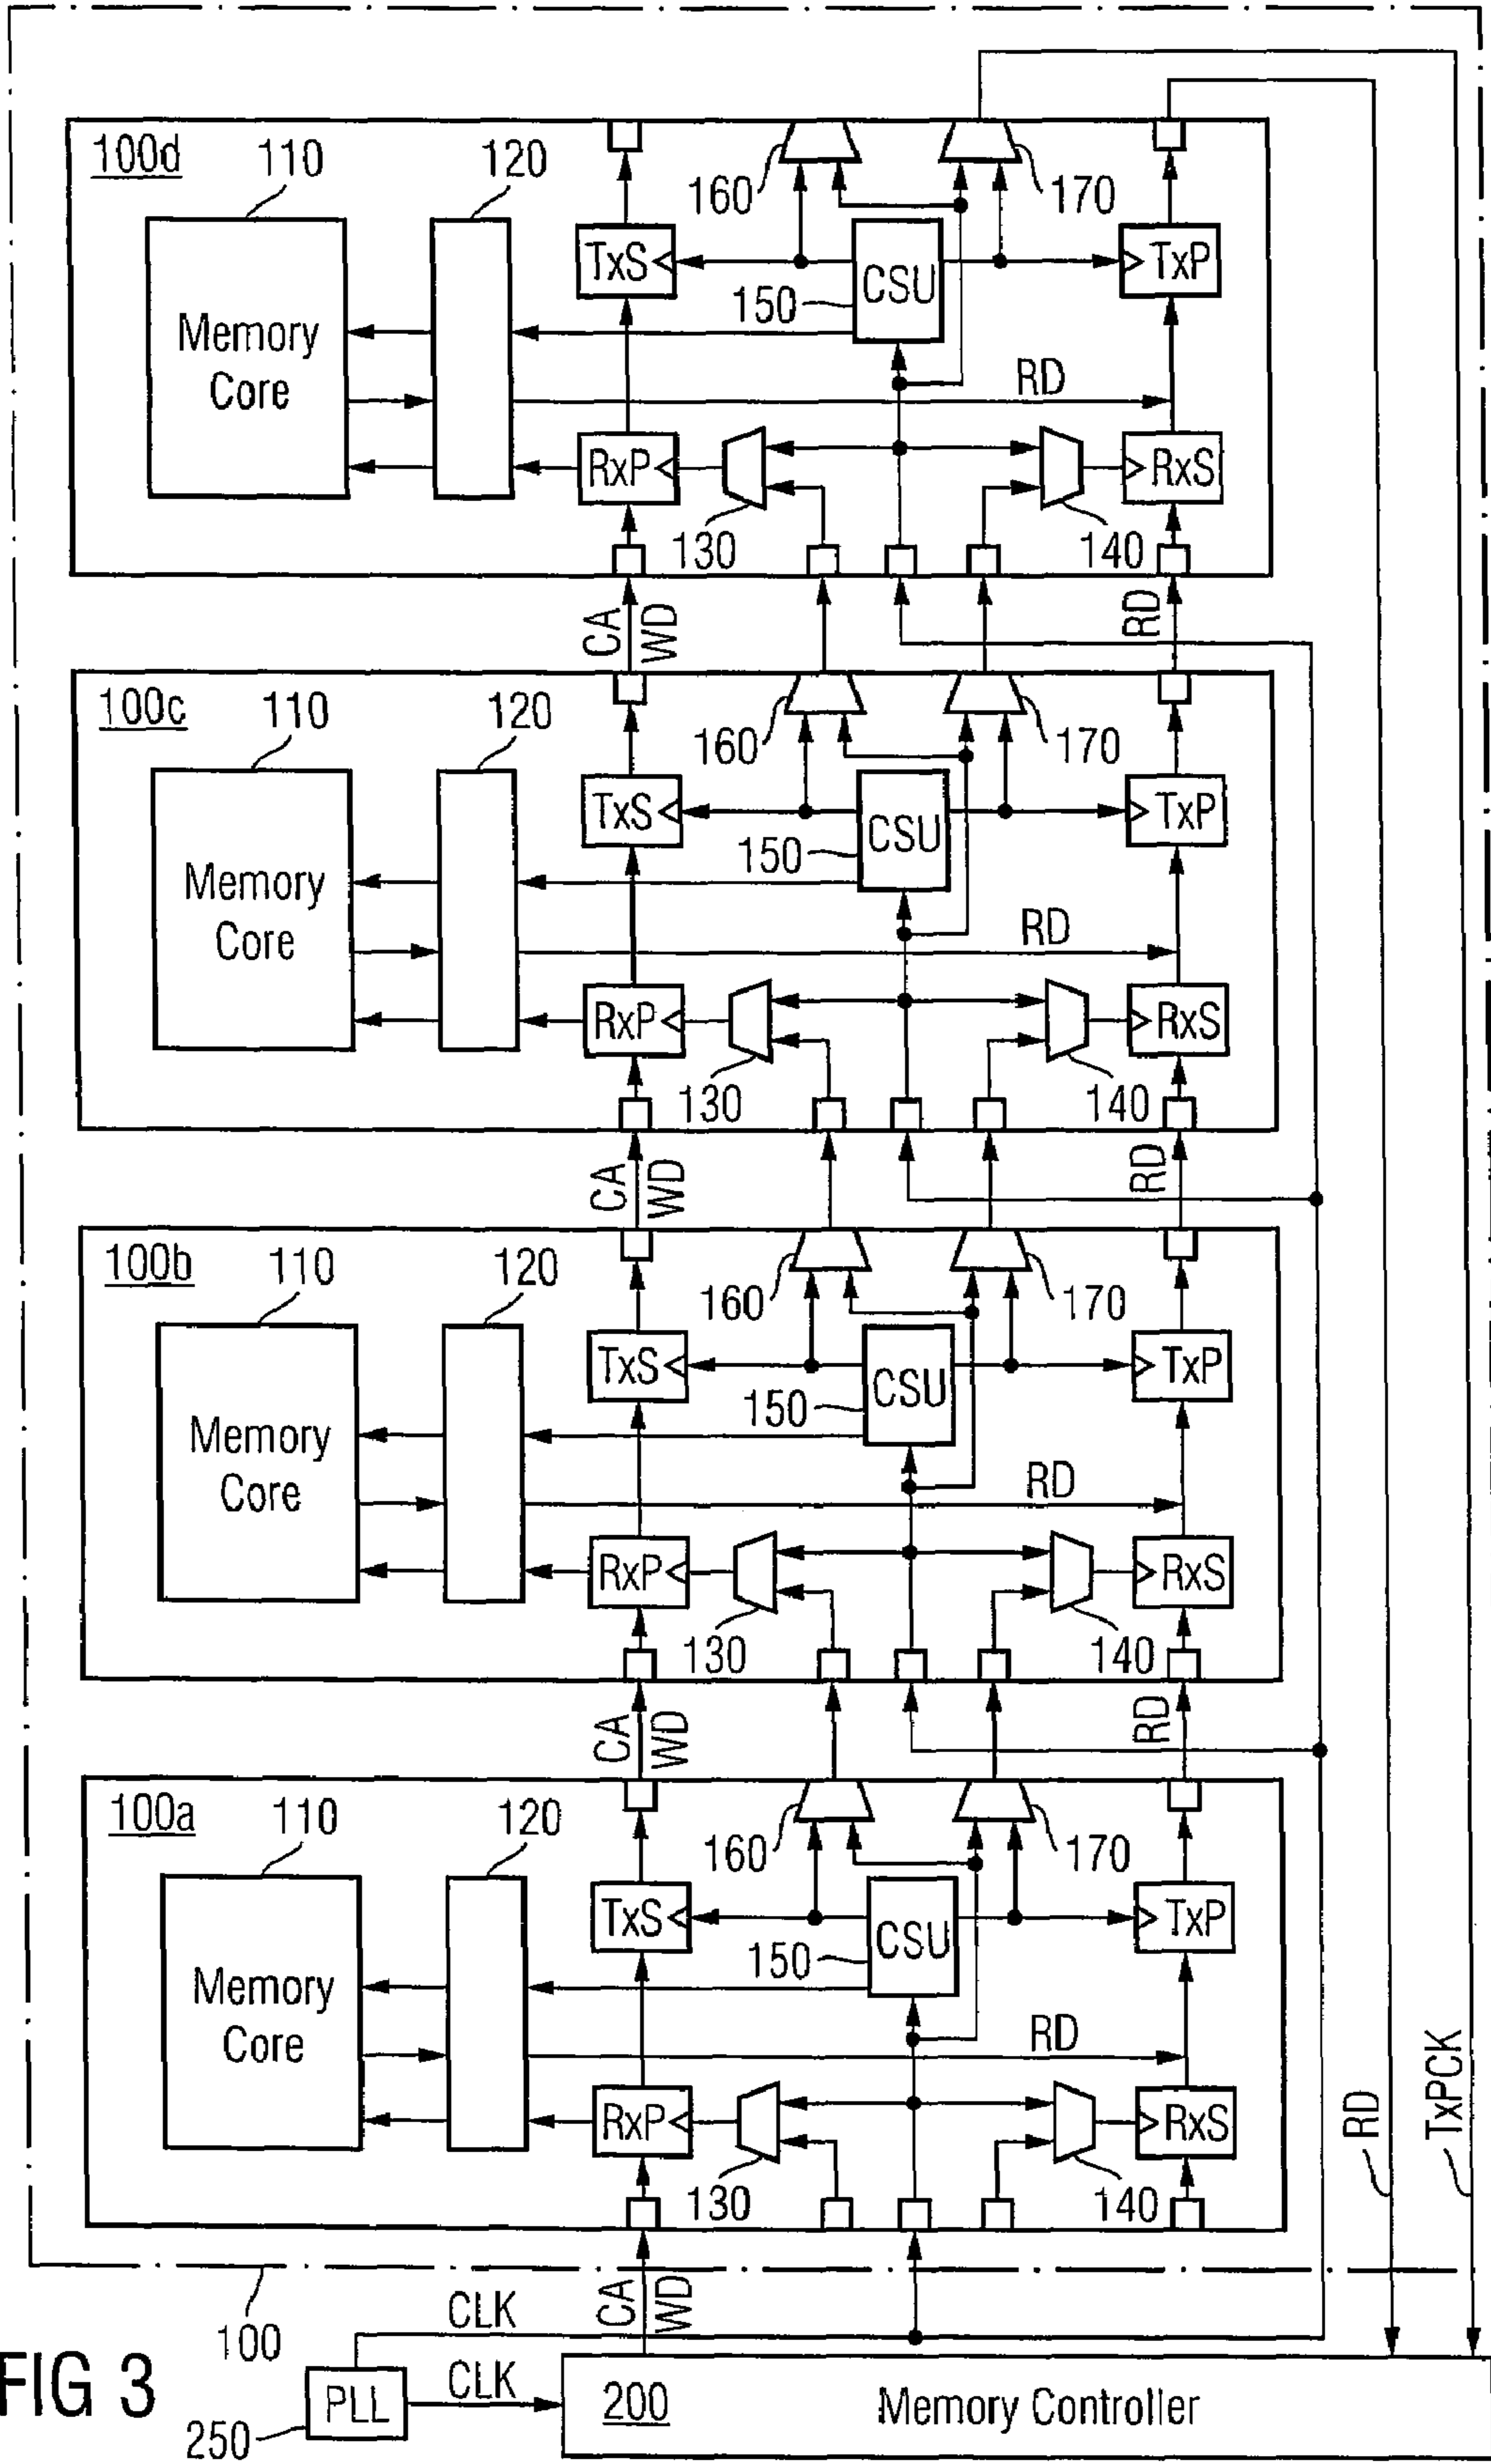 100d 110 120
160 170
TxS CSU TxP
150
Memory
Core
RD
RxP RxS
130 140
CA WD RD
100c 110 120
160 170
TxS CSU TxP
150
Memory
Core
RD
RxP RxS
130 140
CA WD RD
100b 110 120
160 170
TxS CSU TxP
150
Memory
Core
RD
RxP RxS
130 140
CA WD RD
100a 110 120
160 170
TxS CSU TxP
150
Memory
Core
RD
RxP RxS
130 140
RD TxPCK
CA WD
100
CLK
CLK
FIG 3
PLL
250
200 Memory Controller